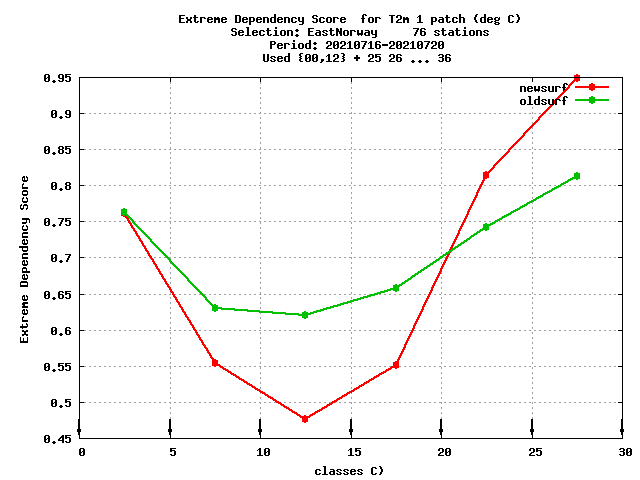 Extreme Dependency Score  for T2m 1 patch (deg C)
Selection: EastNorway     76 stations
Period: 20210716-20210720
Used {00,12} + 25 26 ... 36
newsurf
oldsurf
0.95
0.9
0.85
0.8
0.75
0.7
0.65
0.6
0.55
0.5
0.45
Extreme Dependency Score
0 5 10 15 20 25 30
classes C)